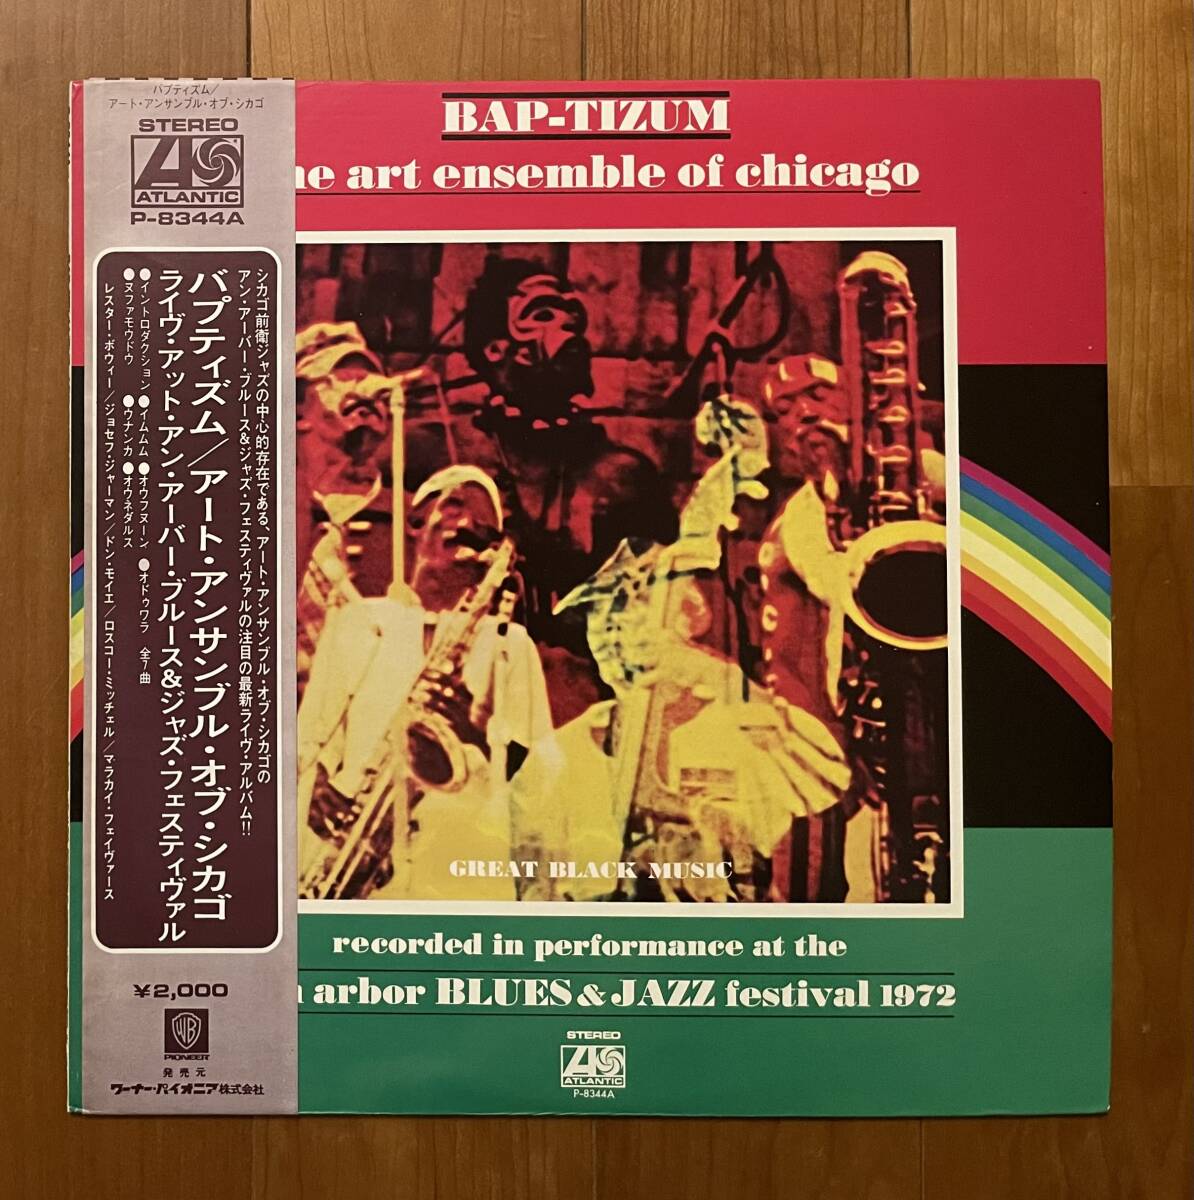 バプティズム/
アート・アンサンブル・オブ・シカゴ
STEREO
ATLANTIC
P-8344A
シカゴ前衛ジャズの中心的存在である、アート・アンサンブル・オブ・シカゴの
アン・アーバー・ブルース&ジャズ・フェスティヴァルの注目の最新ライヴ・アルバム!!
バプティズム/アート・アンサンブル・オブ・シカゴ
ライヴ・アット・アン・アーバー・ブルース&ジャズ・フェスティヴァル
●イントロダクション ●イムム ●オウフヌーン ●オドゥワラ 全7曲
●ヌファモウドウ ●ウナンカ ●オウネダルス
レスター・ボウィー/ジョセフ・ジャーマン/ドン・モイエ/ロスコー・ミッチェル/マラカイ・フェイヴァース
¥2,000
WB
PIONEER
発売元
ワーナー・パイオニア株式会社
BAP-TIZUM
he art ensemble of chicago
GREAT BLACK MUSIC
recorded in performance at the
n arbor BLUES & JAZZ festival 1972
STEREO
ATLANTIC
P-8344A